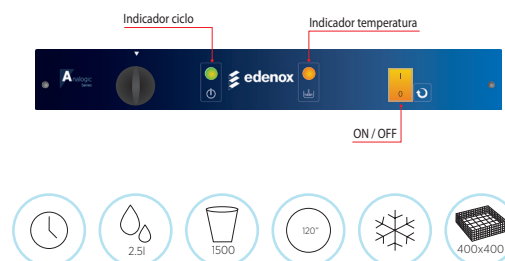 Indicador ciclo
Indicador temperatura
Analogic
Series
edenox
I
0
ON / OFF
2.5l
1500
120"
400x400